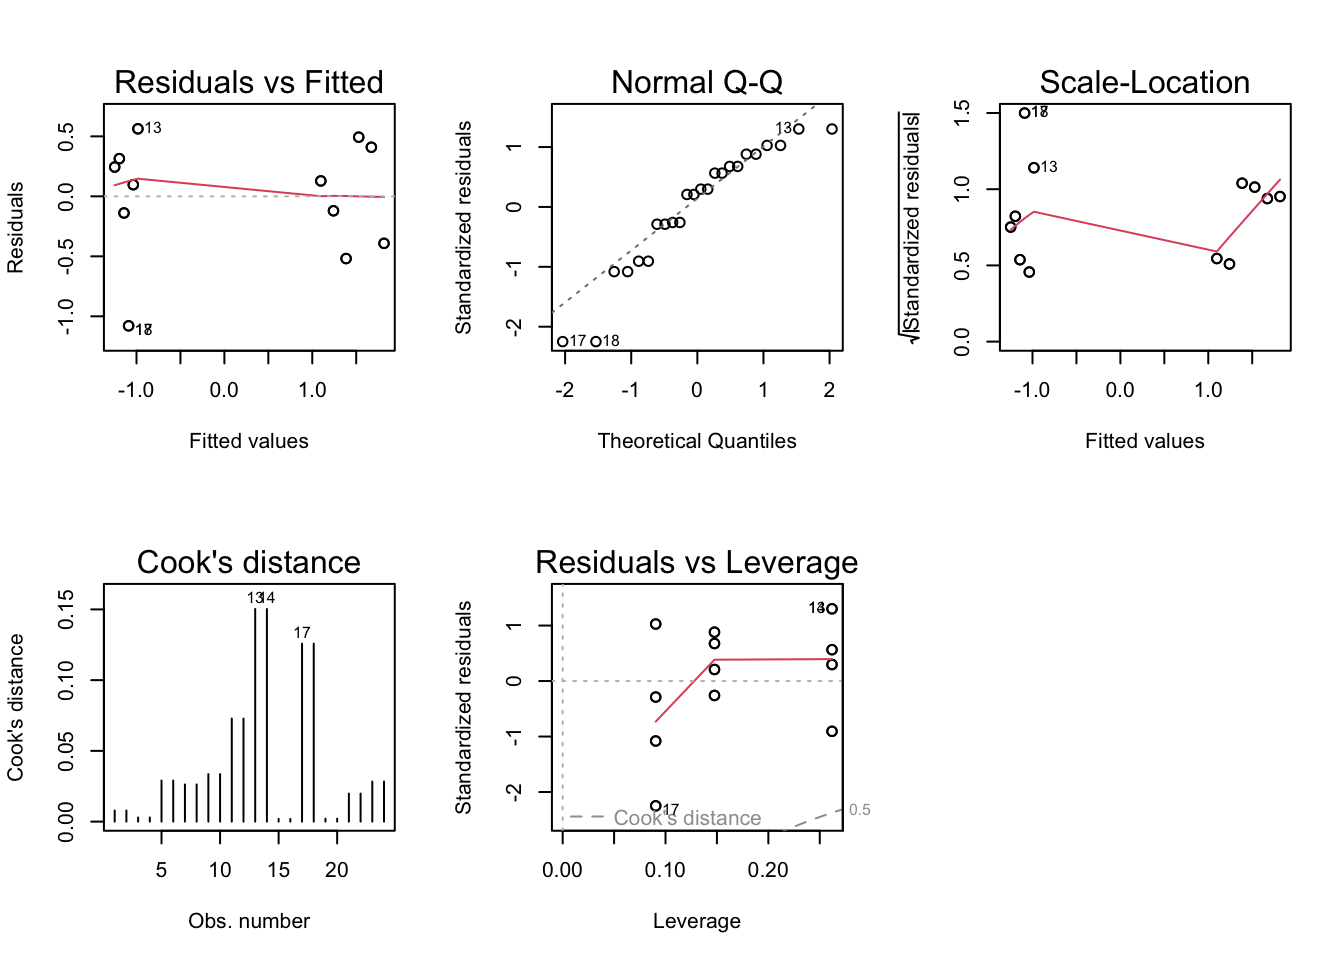 Residuals vs Fitted
Residuals
0.5
0.0
-0.5
-1.0
13
18
-1.0 0.0 1.0
Fitted values
Normal Q-Q
Standardized residuals
1
0
-1
-2
13
17 18
-2 -1 0 1 2
Theoretical Quantiles
Scale-Location
√|Standardized residuals|
1.5
1.0
0.5
0.0
18
13
-1.0 0.0 1.0
Fitted values
Cook's distance
Cook's distance
0.15
0.10
0.05
0.00
13 14
17
5 10 15 20
Obs. number
Residuals vs Leverage
Standardized residuals
1
0
-1
-2
17
Cook's distance
0.5
0.00 0.10 0.20
Leverage